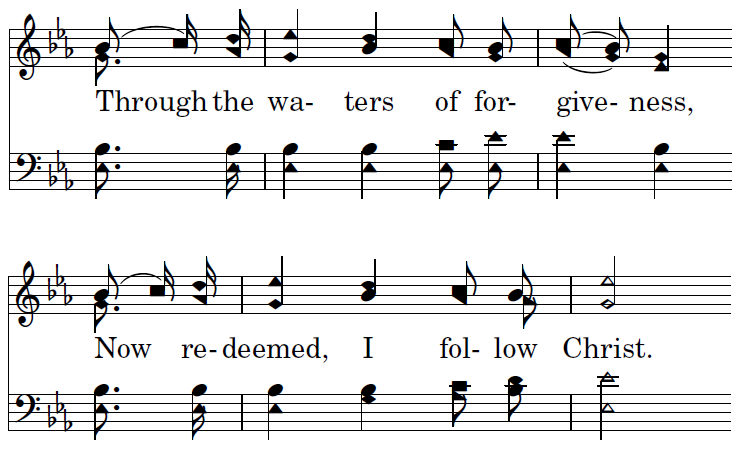 Through the wa- ters of for- give- ness,
Now re- deemed, I fol- low Christ.